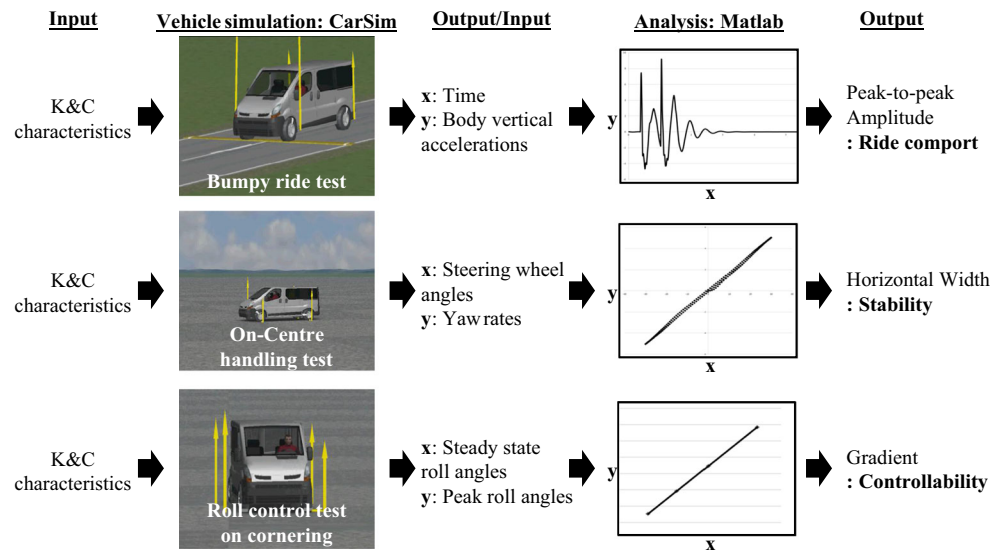 Input
Vehicle simulation: CarSim
Output/Input
Analysis: Matlab
Output
K&C
characteristics
Bumpy ride test
x: Time
y: Body vertical
accelerations
y
x
Peak-to-peak
Amplitude
: Ride comport
K&C
characteristics
On-Centre
handling test
x: Steering wheel
angles
y: Yaw rates
y
x
Horizontal Width
: Stability
K&C
characteristics
Roll control test
on cornering
x: Steady state
roll angles
y: Peak roll angles
y
x
Gradient
: Controllability